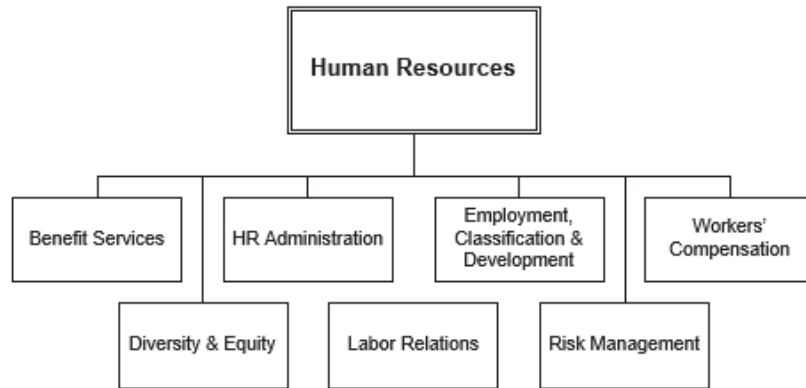 Human Resources
Benefit Services
HR Administration
Employment,
Classification &
Development
Workers’
Compensation
Diversity & Equity
Labor Relations
Risk Management